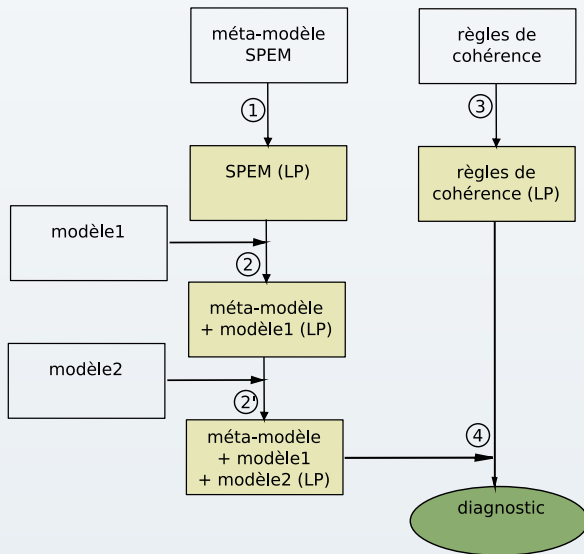 méta-modèle
SPEM
règles de
cohérence
①
③
SPEM (LP)
règles de
cohérence (LP)
modèle1
②
méta-modèle
+ modèle1 (LP)
modèle2
②'
méta-modèle
+ modèle1
+ modèle2 (LP)
④
diagnostic